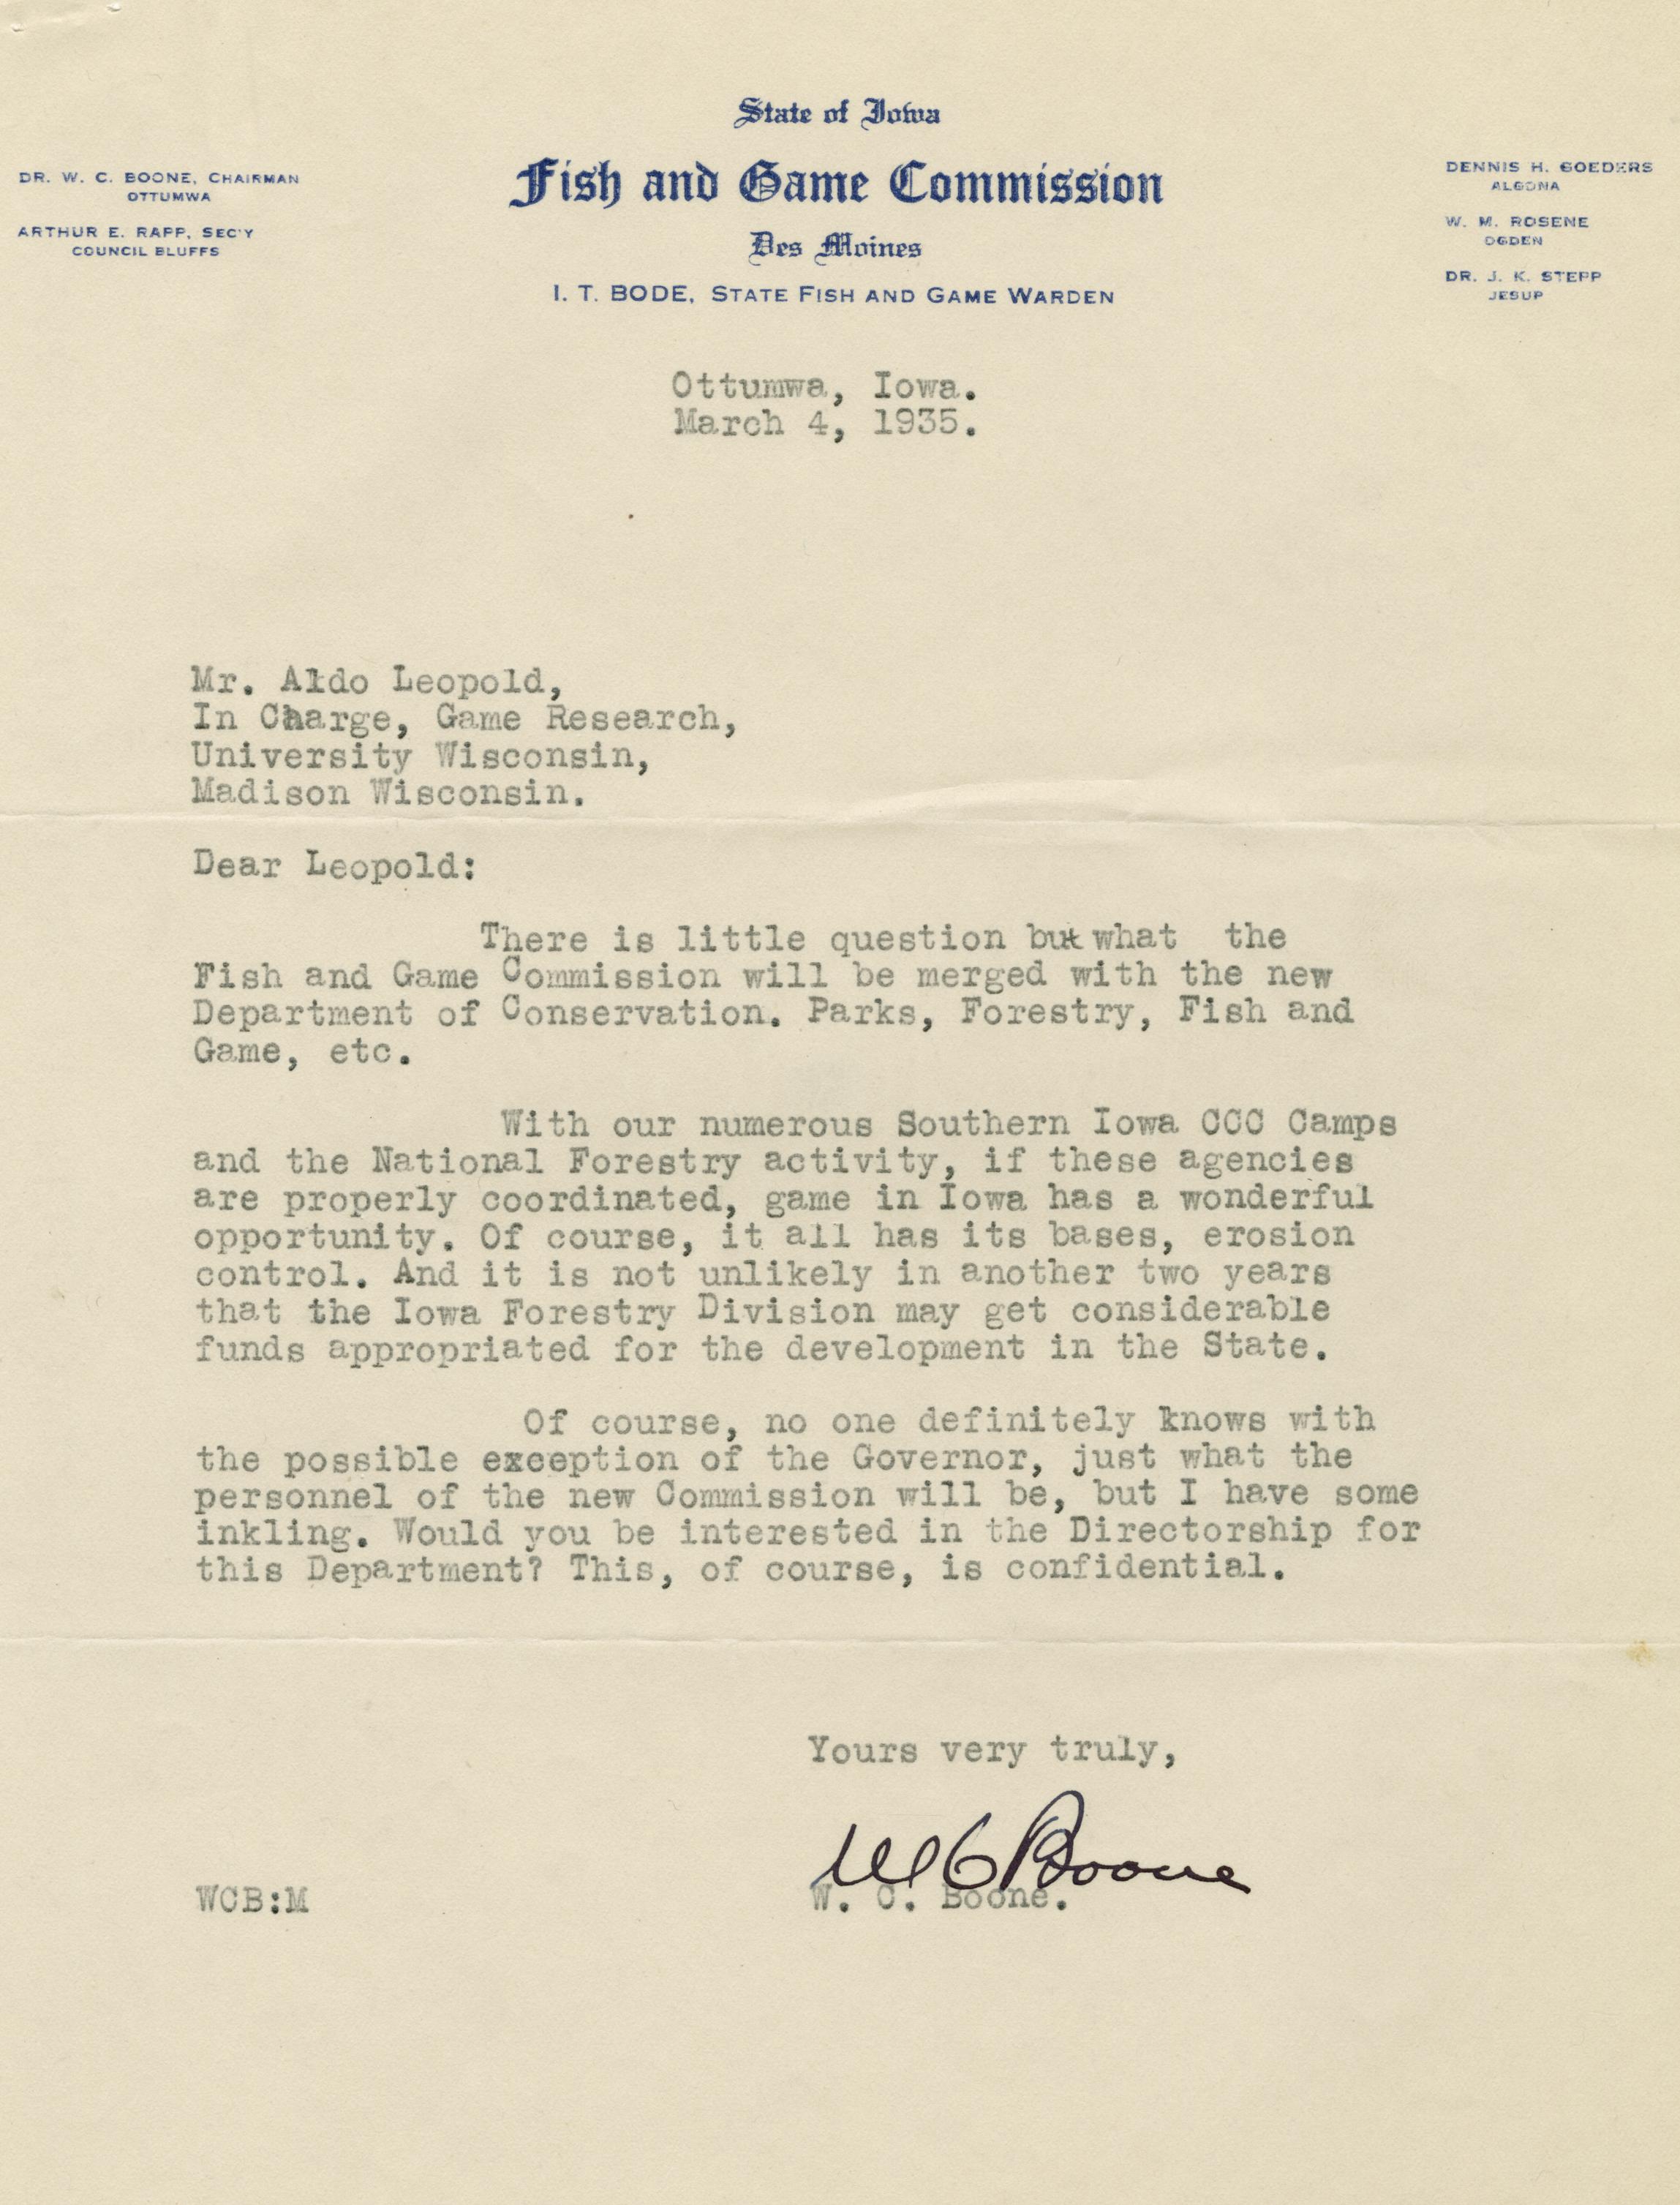 State of Iowa
Fish and Game Commission
Des Moines
I. T. BODE, STATE FISH AND GAME WARDEN
DR. W. C. BOONE, CHAIRMAN
OTTUMWA
ARTHUR E. RAPP, SEC'Y
COUNCIL BLUFFS
DENNIS H. GOEDERS
ALGONA
W. M. ROSENE
OGDEN
DR. J. K. STEPP
JESUP
Ottumwa, Iowa.
March 4, 1935.
Mr. Aldo Leopold,
In Charge, Game Research,
University Wisconsin,
Madison Wisconsin.
Dear Leopold:
There is little question but what the
Fish and Game Commission will be merged with the new
Department of Conservation. Parks, Forestry, Fish and
Game, etc.
With our numerous Southern Iowa CCC Camps
and the National Forestry activity, if these agencies
are properly coordinated, game in Iowa has a wonderful
opportunity. Of course, it all has its bases, erosion
control. And it is not unlikely in another two years
that the Iowa Forestry Division may get considerable
funds appropriated for the development in the State.
Of course, no one definitely knows with
the possible exception of the Governor, just what the
personnel of the new Commission will be, but I have some
inkling. Would you be interested in the Directorship for
this Department? This, of course, is confidential.
Yours very truly,
W C Boone
W. C. Boone.
WCB:M